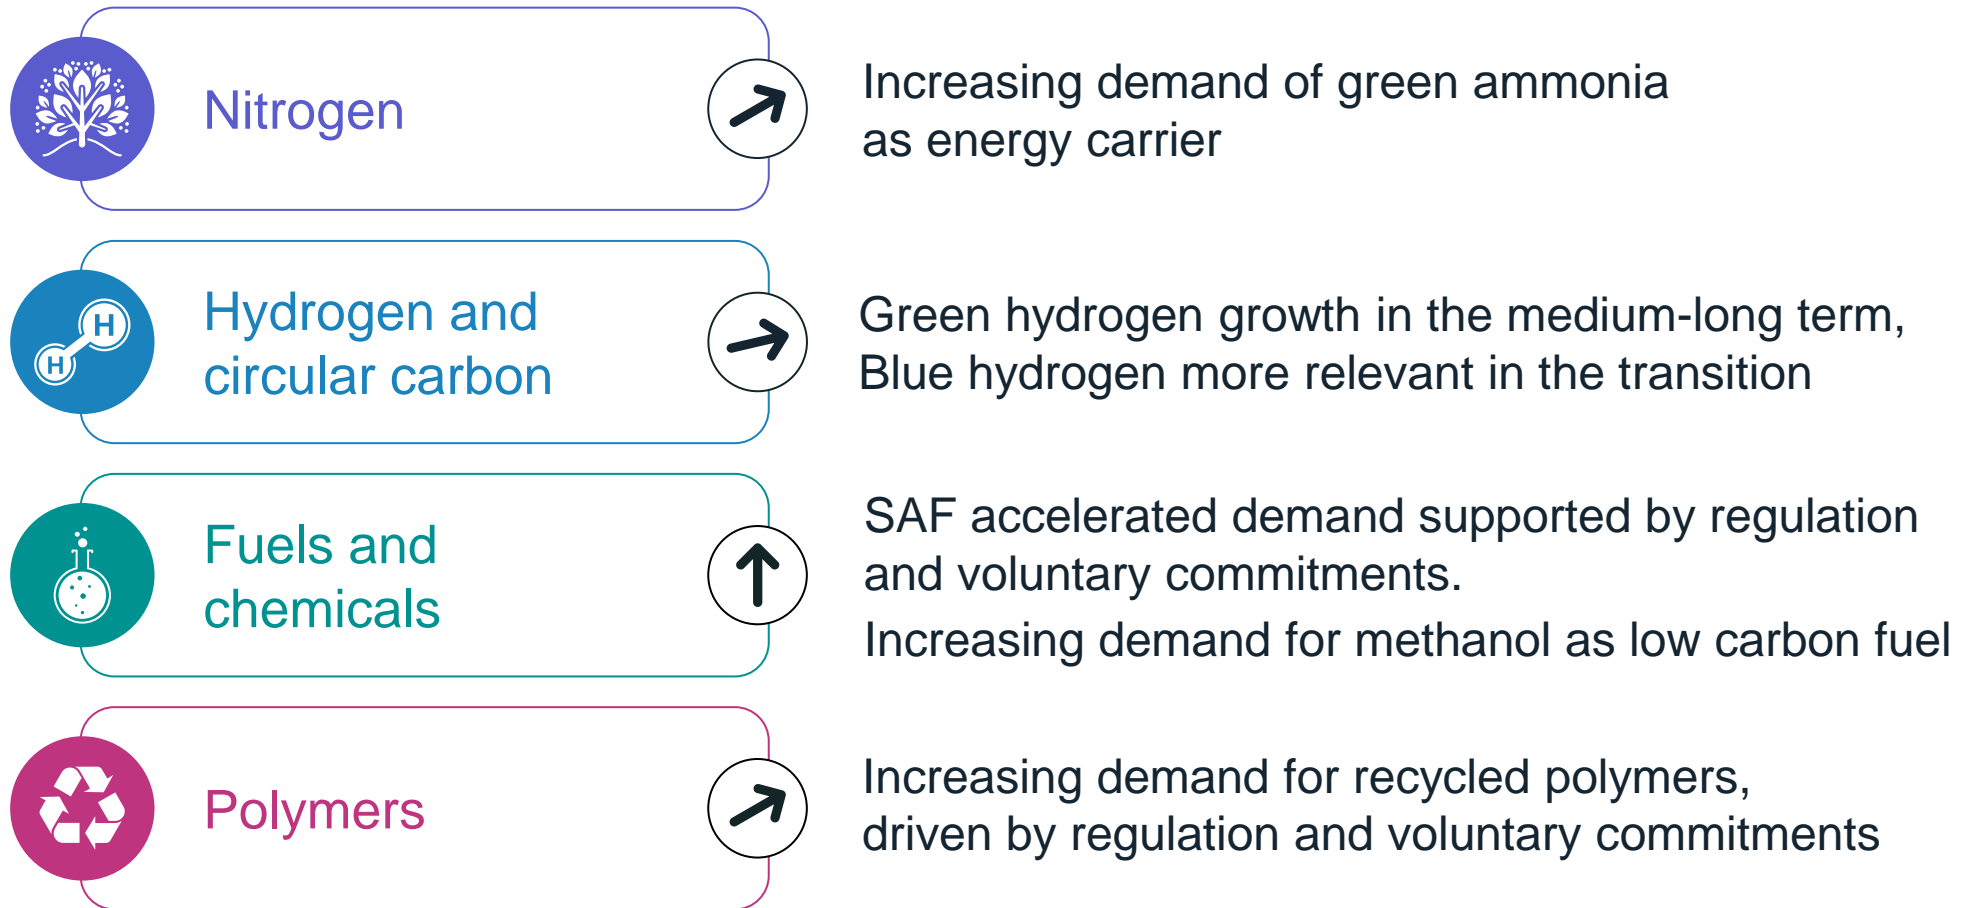 Nitrogen
Increasing demand of green ammonia
as energy carrier
H
H
Hydrogen and
circular carbon
Green hydrogen growth in the medium-long term,
Blue hydrogen more relevant in the transition
Fuels and
chemicals
SAF accelerated demand supported by regulation
and voluntary commitments.
Increasing demand for methanol as low carbon fuel
Polymers
Increasing demand for recycled polymers,
driven by regulation and voluntary commitments